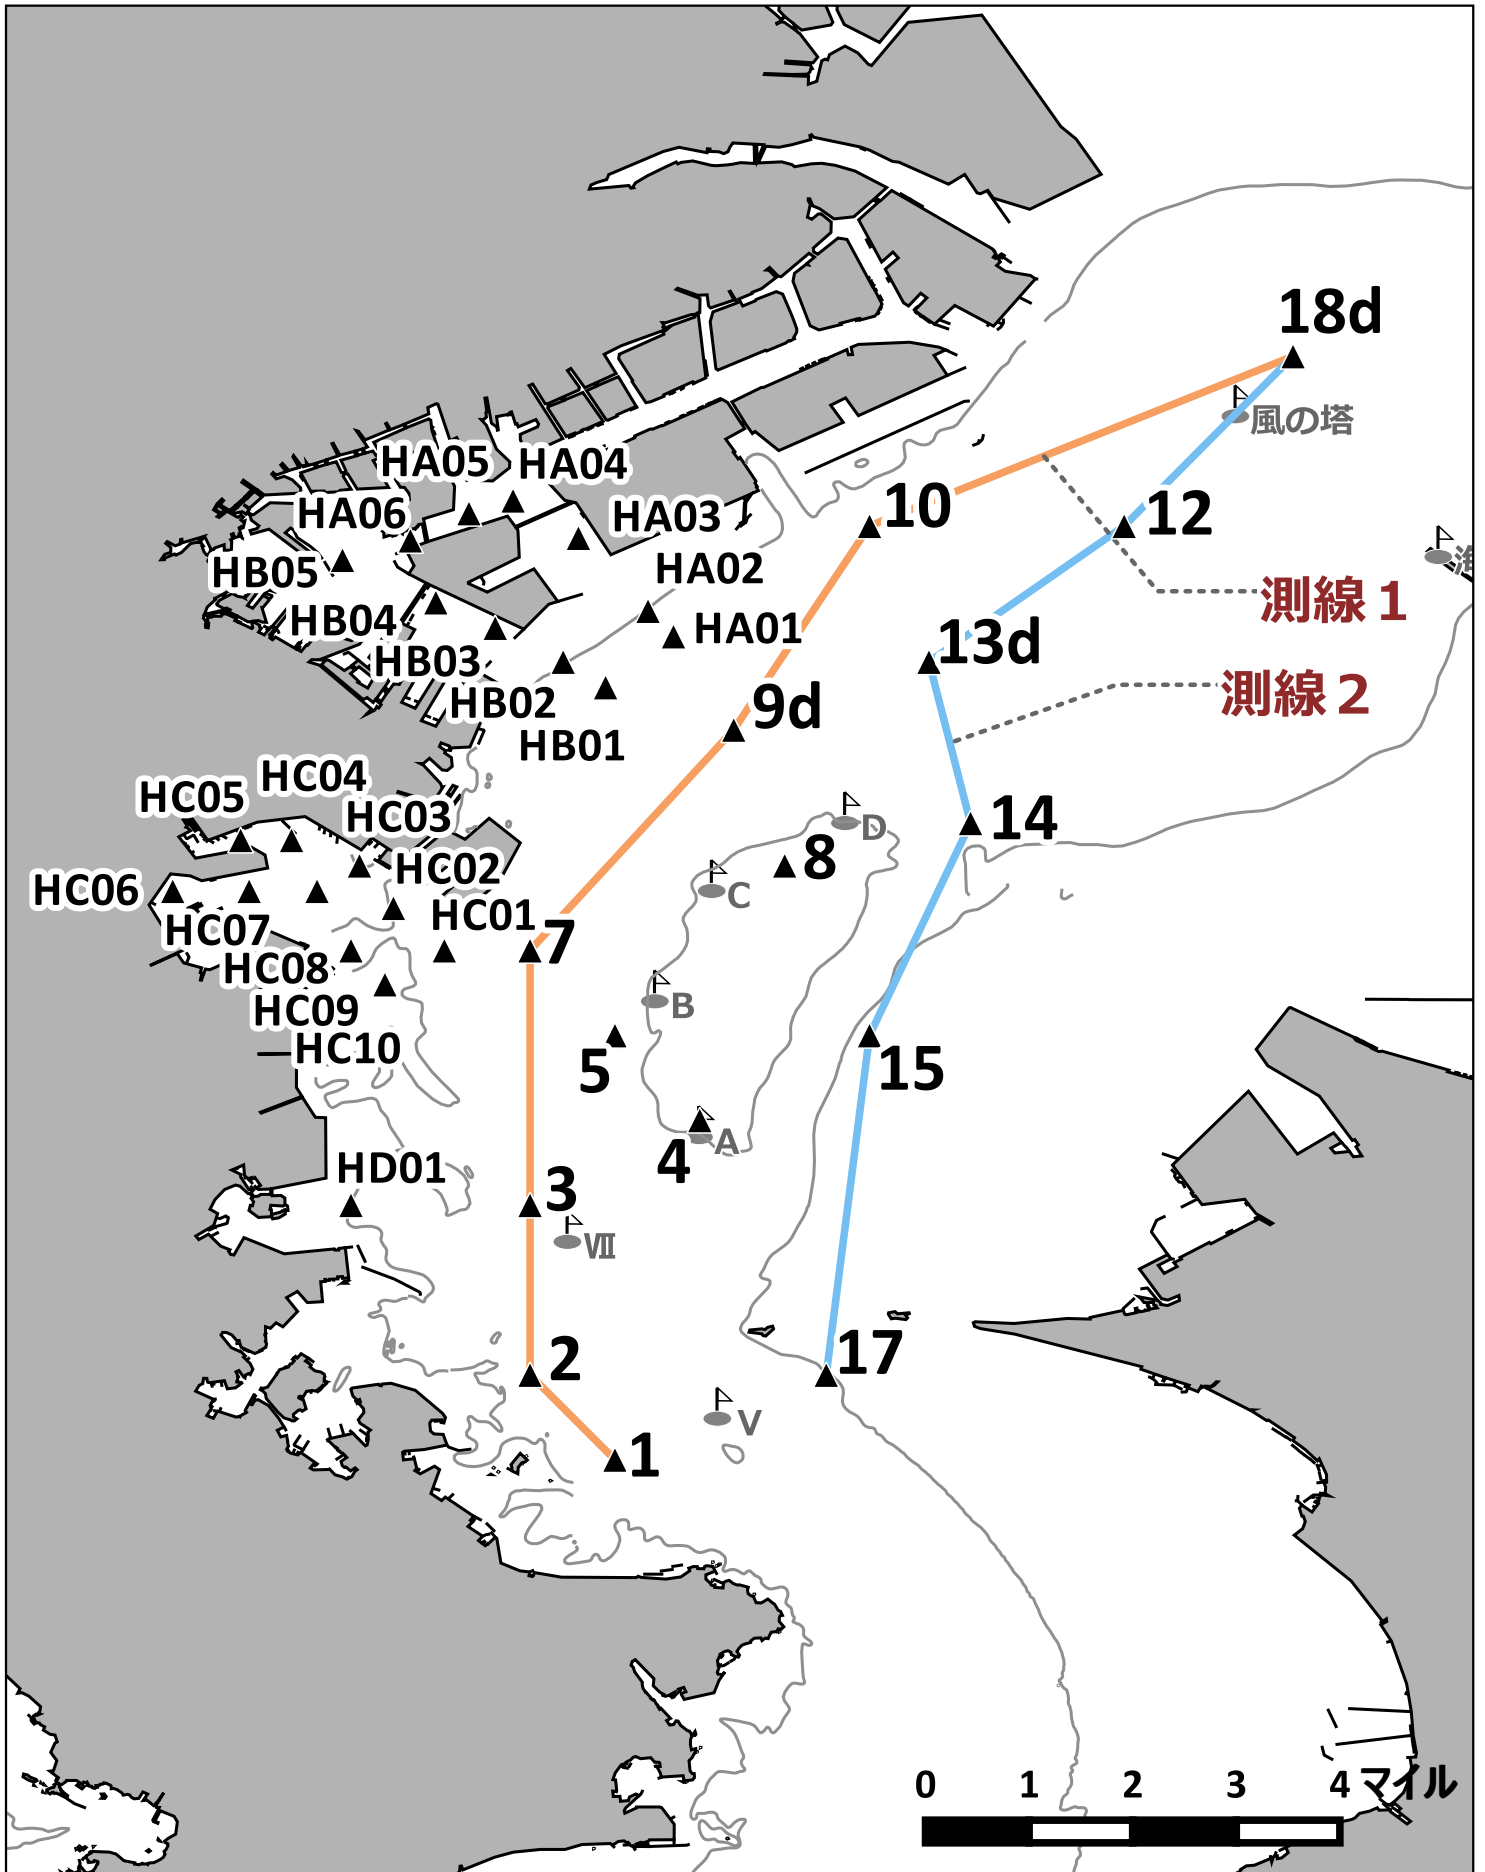 18d
風の塔
HA05
HA04
HA06
HA03
10
12
海
HB05
HA02
測線1
HB04
HA01
13d
HB03
測線2
HB02
9d
HB01
HC04
HC05
HC03
14
D
8
HC02
HC06
C
HC01
HC07
7
HC08
B
HC09
HC10
5
15
A
4
HD01
3
Ⅶ
17
2
V
1
0 1 2 3 4 マイル